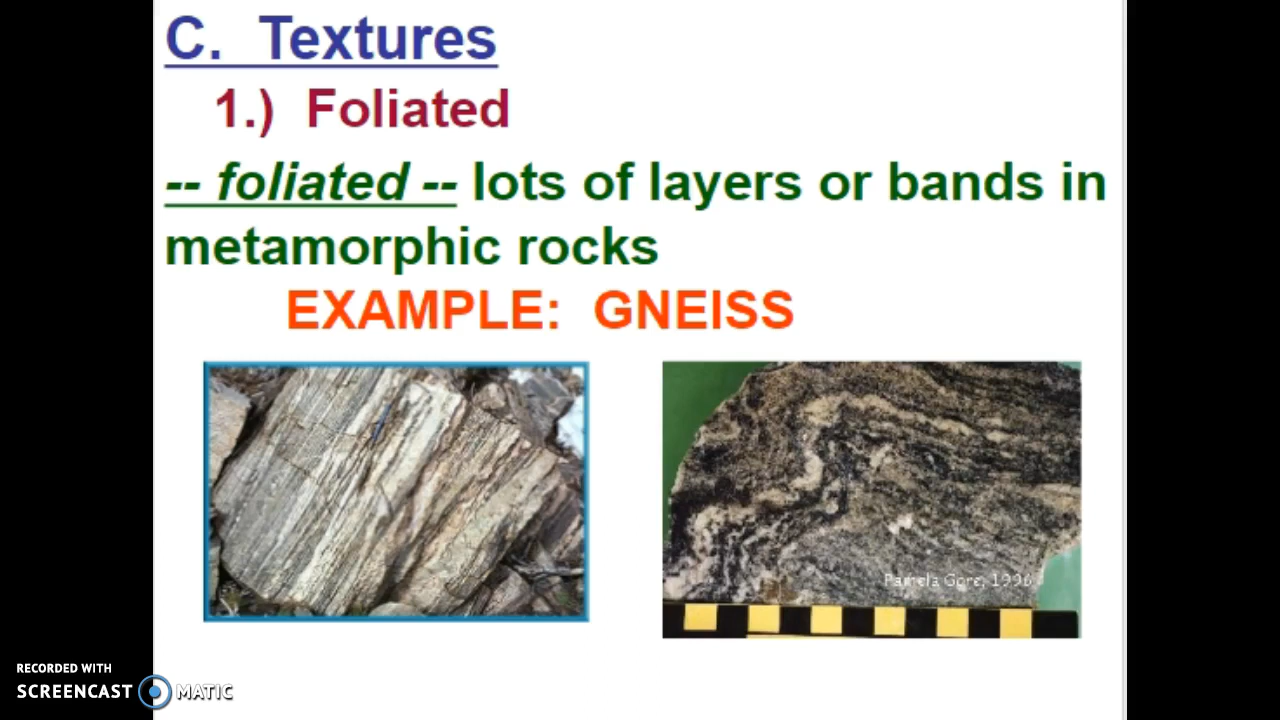 C. Textures
1.) Foliated
-- foliated -- lots of layers or bands in
metamorphic rocks
EXAMPLE: GNEISS
Pamela Gore, 1996
RECORDED WITH
SCREENCAST MATIC